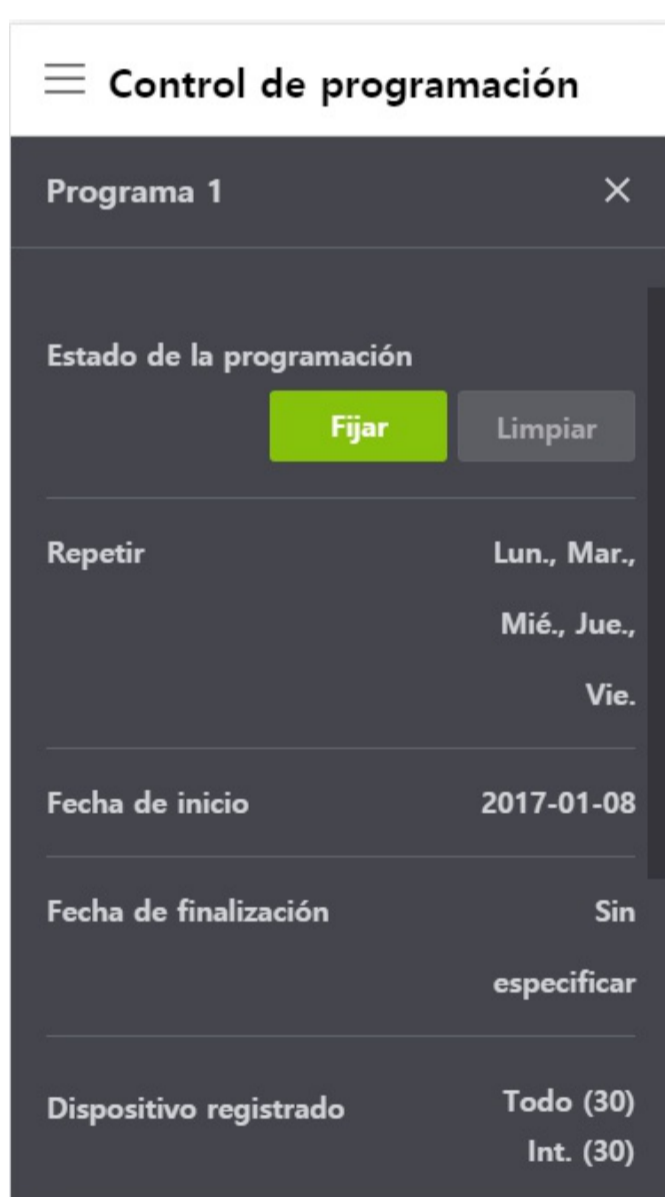 Control de programación
Programa 1
Estado de la programación
Fijar Limpiar
Repetir Lun., Mar.,
Mié., Jue.,
Vie.
Fecha de inicio 2017-01-08
Fecha de finalización Sin
especificar
Dispositivo registrado Todo (30)
Int. (30)